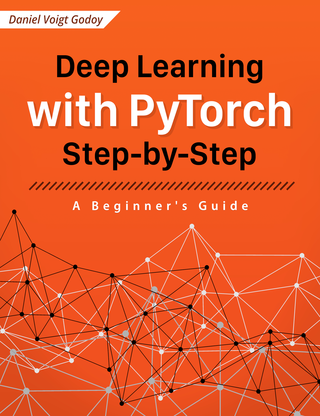 Daniel Voigt Godoy
Deep Learning
with PyTorch
Step-by-Step
A Beginner's Guide